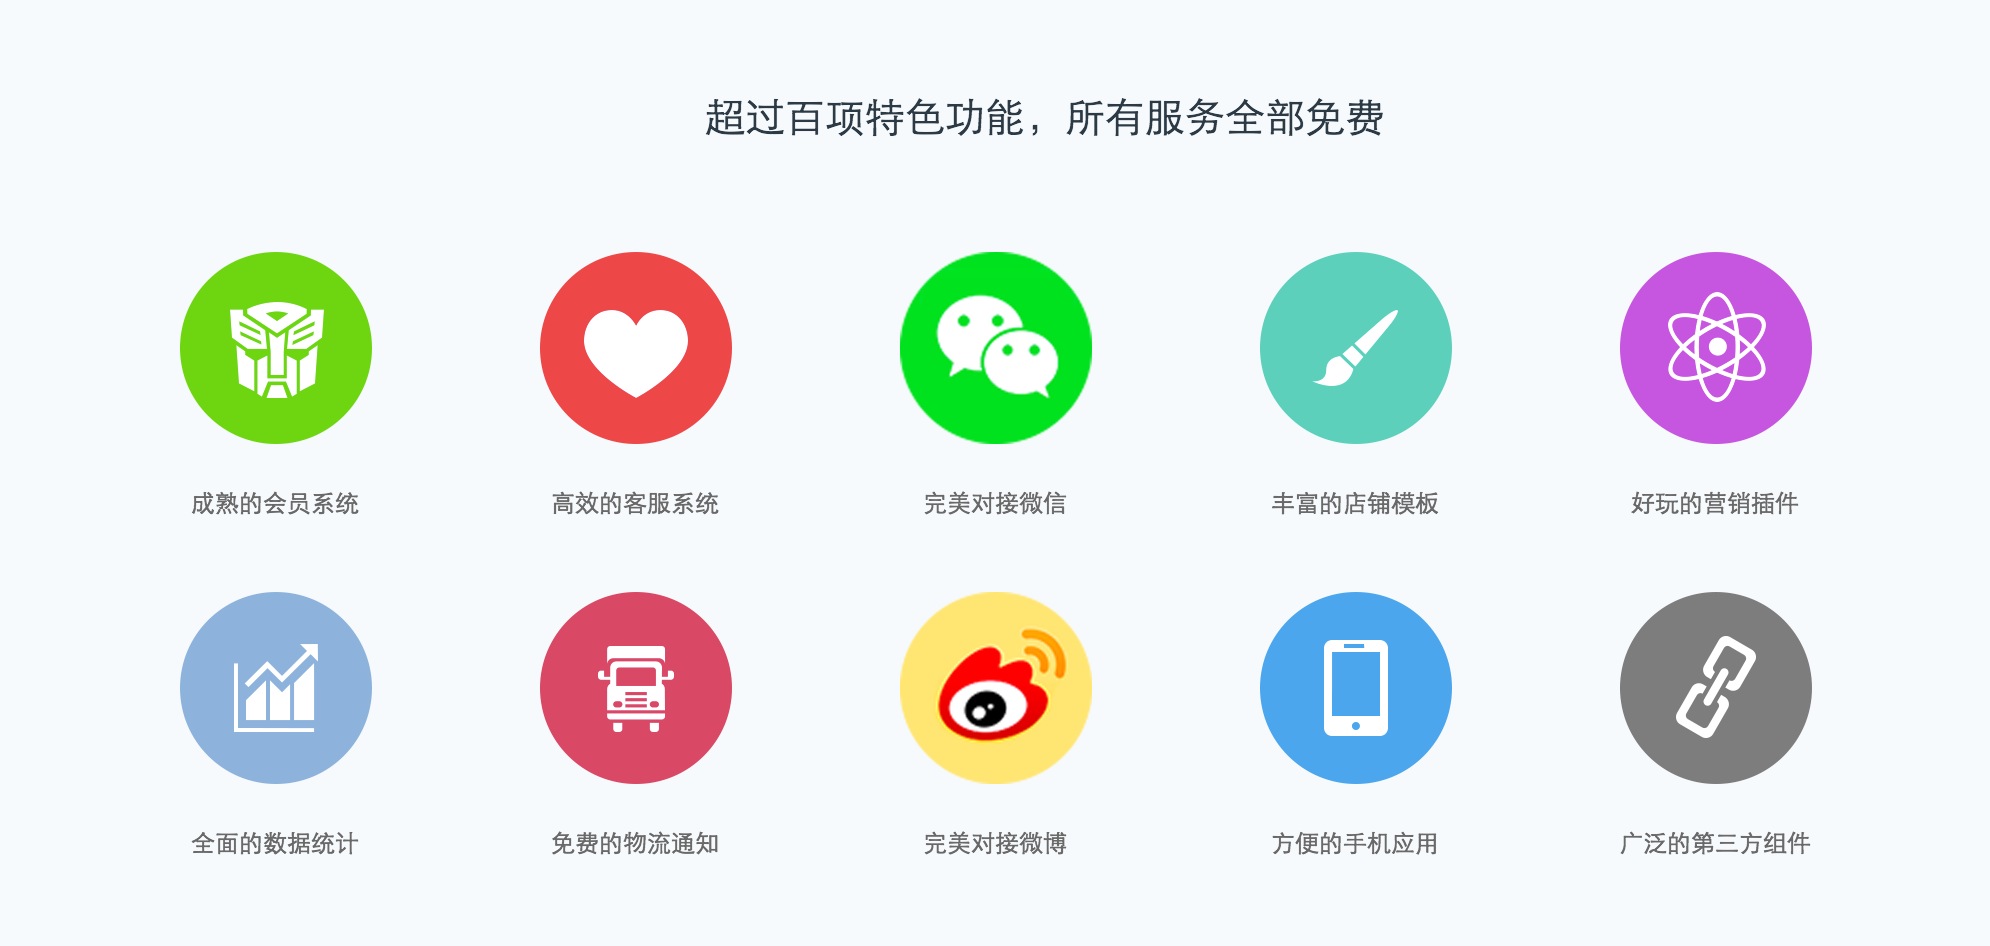 超过百项特色功能，所有服务全部免费
成熟的会员系统
高效的客服系统
完美对接微信
丰富的店铺模板
好玩的营销插件
全面的数据统计
免费的物流通知
完美对接微博
方便的手机应用
广泛的第三方组件